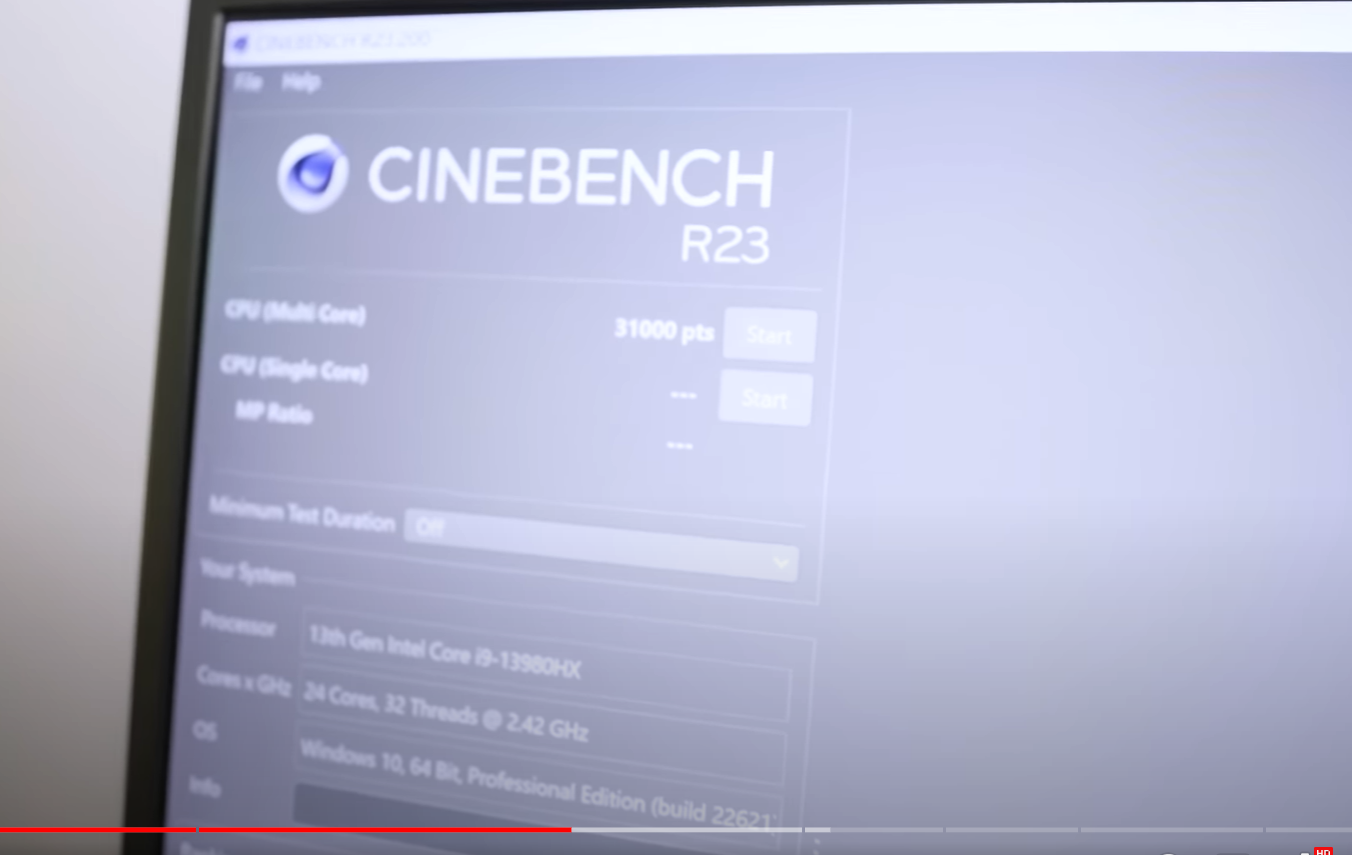 CINEBENCH R23.200
File Help
CINEBENCH
R23
CPU (Multi Core) 31000 pts Start
CPU (Single Core) --- Start
MP Ratio ---
Minimum Test Duration Off
Your System
Processor 13th Gen Intel Core i9-13980HX
Cores x GHz 24 Cores, 32 Threads @ 2.42 GHz
OS Windows 10, 64 Bit, Professional Edition (build 22621)
Info
HD